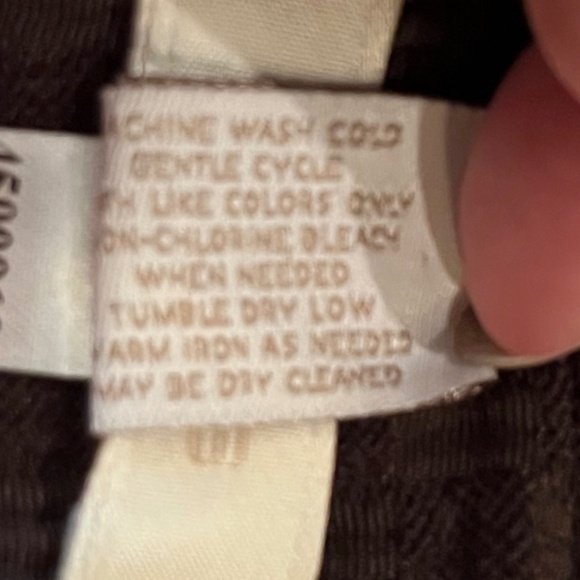 ACHINE WASH COLD
GENTLE CYCLE
TH LIKE COLORS ONLY
ON-CHLORINE BLEACH
WHEN NEEDED
TUMBLE DRY LOW
ARM IRON AS NEEDED
MAY BE DRY CLEANED